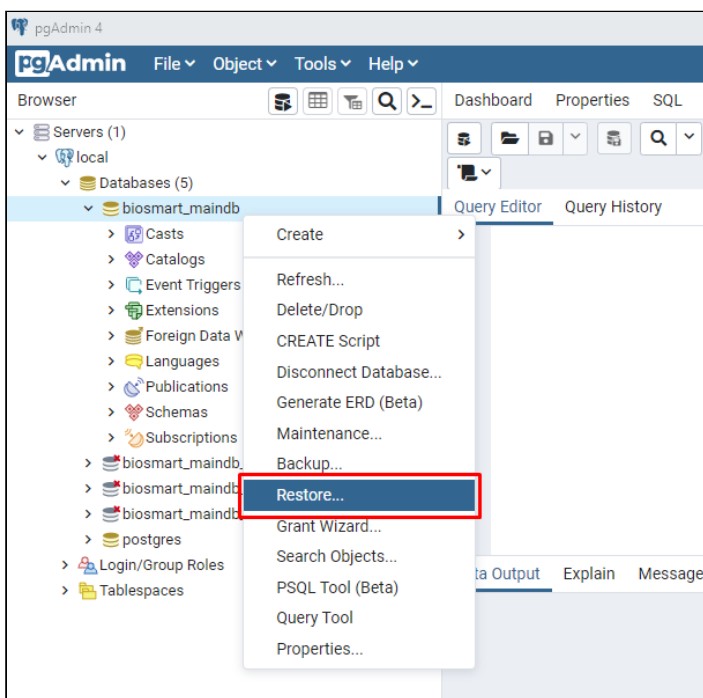 pgAdmin 4
pgAdmin File Object Tools Help
Browser
Dashboard Properties SQL
Servers (1)
local
Databases (5)
biosmart_maindb
Query Editor Query History
Casts
Catalogs
Event Triggers
Extensions
Foreign Data W
Languages
Publications
Schemas
Subscriptions
biosmart_maindb_
biosmart_maindb_
biosmart_maindb_
postgres
Login/Group Roles
Tablespaces
Create
Refresh...
Delete/Drop
CREATE Script
Disconnect Database...
Generate ERD (Beta)
Maintenance...
Backup...
Restore...
Grant Wizard...
Search Objects...
PSQL Tool (Beta)
Query Tool
Properties...
ta Output Explain Message